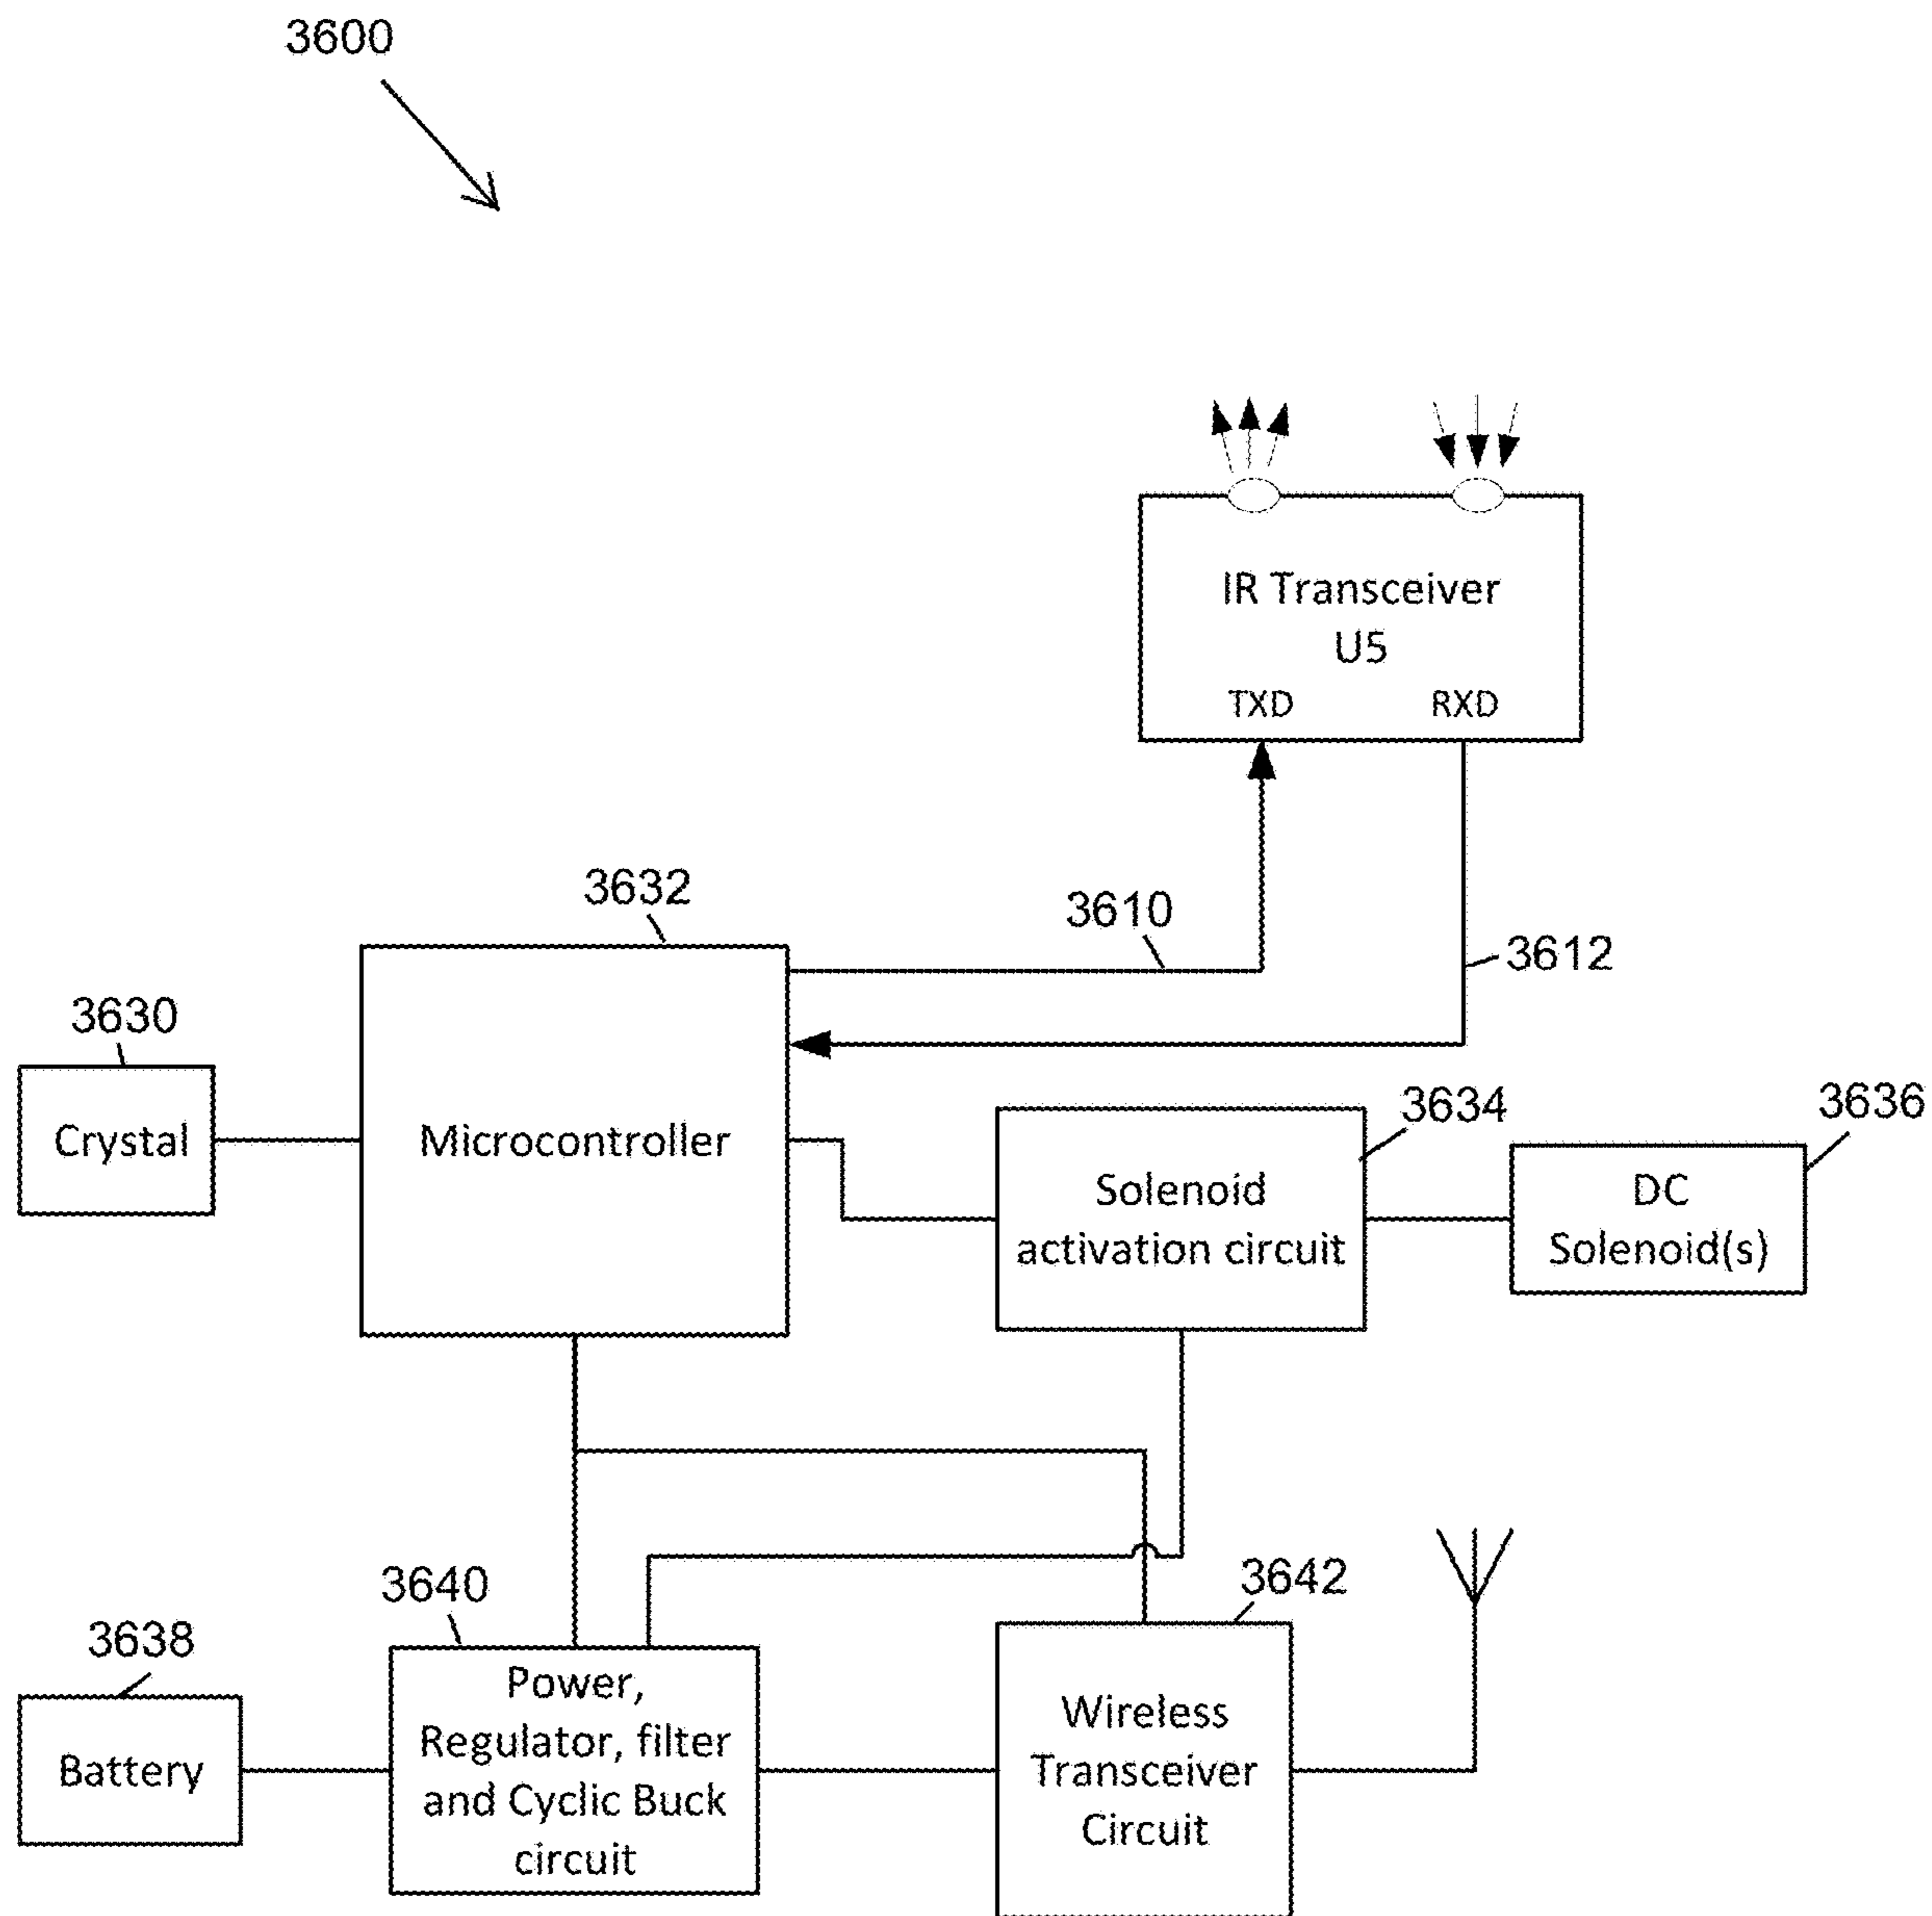 3600
IR Transceiver
U5
TXD RXD
3632
3610
3612
3630
Crystal
Microcontroller
3634
3636
Solenoid
activation circuit
DC
Solenoid(s)
3640
3642
3638
Battery
Power,
Regulator, filter
and Cyclic Buck
circuit
Wireless
Transceiver
Circuit